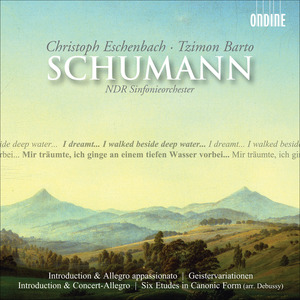 ONDINE
Christoph Eschenbach · Tzimon Barto
SCHUMANN
NDR Sinfonieorchester
side deep water... I dreamt... I walked beside deep water... I dreamt... I walked
vorbei... Mir träumte, ich ginge an einem tiefen Wasser vorbei... Mir träumte, ich
Introduction & Allegro appassionato | Geistervariationen
Introduction & Concert-Allegro | Six Etudes in Canonic Form (arr. Debussy)